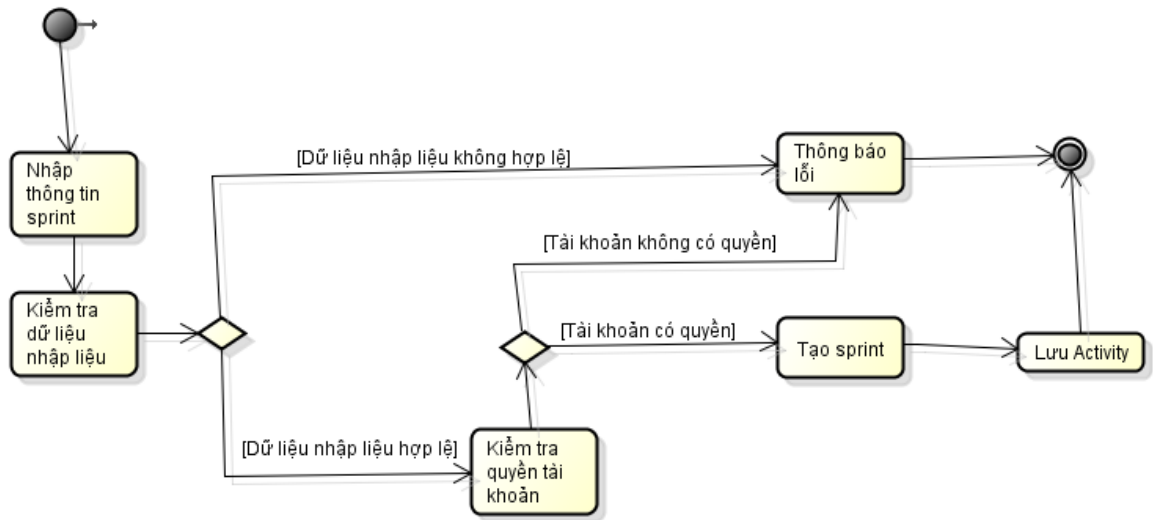 Nhập
thông tin
sprint
Kiểm tra
dữ liệu
nhập liệu
[Dữ liệu nhập liệu không hợp lệ]
Thông báo
lỗi
[Tài khoản không có quyền]
[Tài khoản có quyền]
Tạo sprint
Lưu Activity
[Dữ liệu nhập liệu hợp lệ]
Kiểm tra
quyền tài
khoản